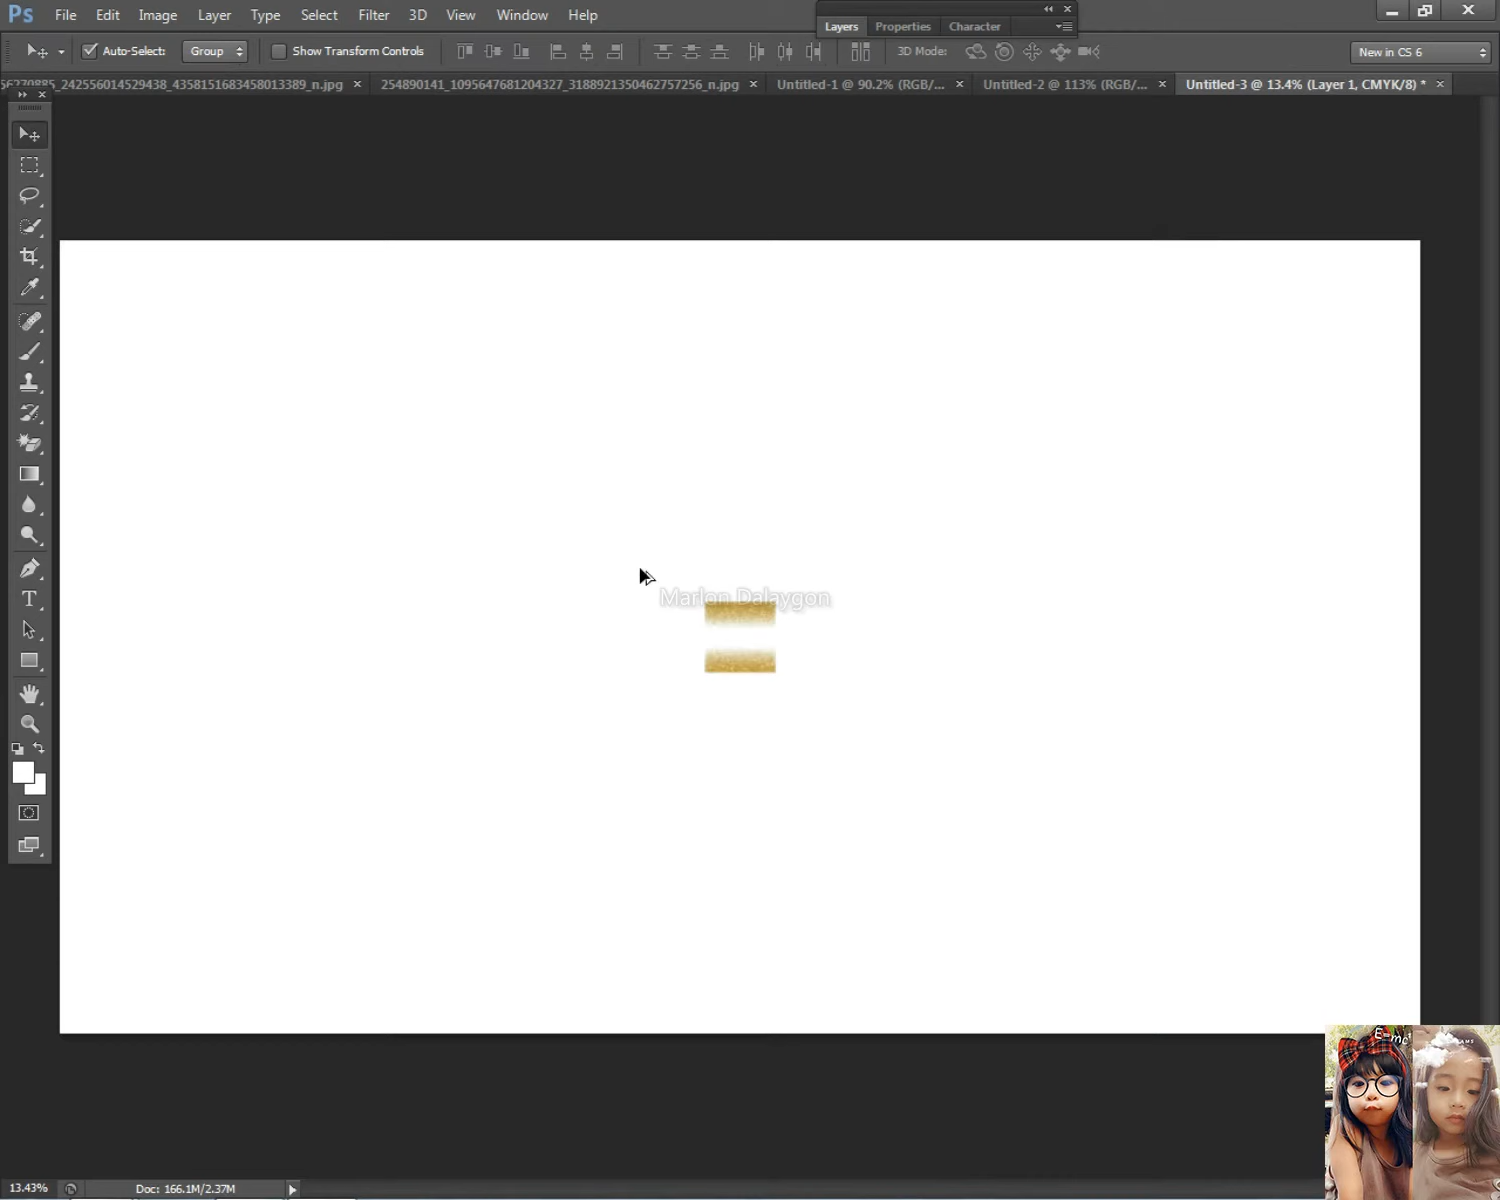 Ps File Edit Image Layer Type Select Filter 3D View Window Help
Layers Properties Character
Auto-Select: Group Show Transform Controls 3D Mode: New in CS 6
56270885_242556014529438_4358151683458013389_n.jpg × 254890141_1095647681204327_3188921350462757256_n.jpg × Untitled-1 @ 90.2% (RGB/... × Untitled-2 @ 113% (RGB/... × Untitled-3 @ 13.4% (Layer 1, CMYK/8) * ×
Marlon Dalaygon
T
E=mc
13.43% Doc: 166.1M/2.37M